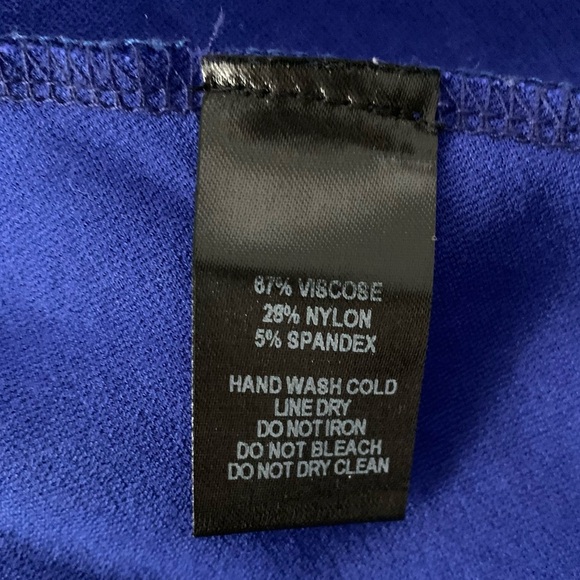 67% VISCOSE
28% NYLON
5% SPANDEX
HAND WASH COLD
LINE DRY
DO NOT IRON
DO NOT BLEACH
DO NOT DRY CLEAN